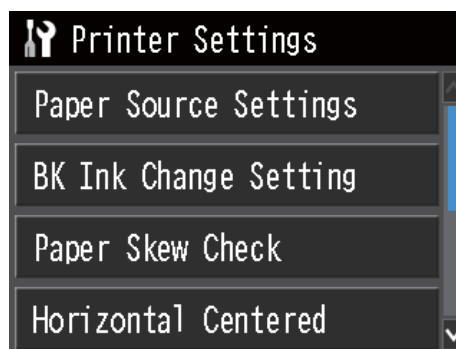 Printer Settings
Paper Source Settings
BK Ink Change Setting
Paper Skew Check
Horizontal Centered